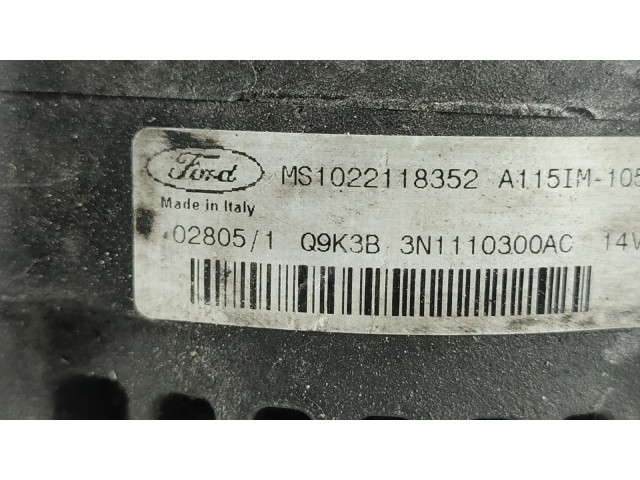 Ford MS1022118352 A115IM-105
Made in Italy
02805/1 Q9K3B 3N1110300AC 14V